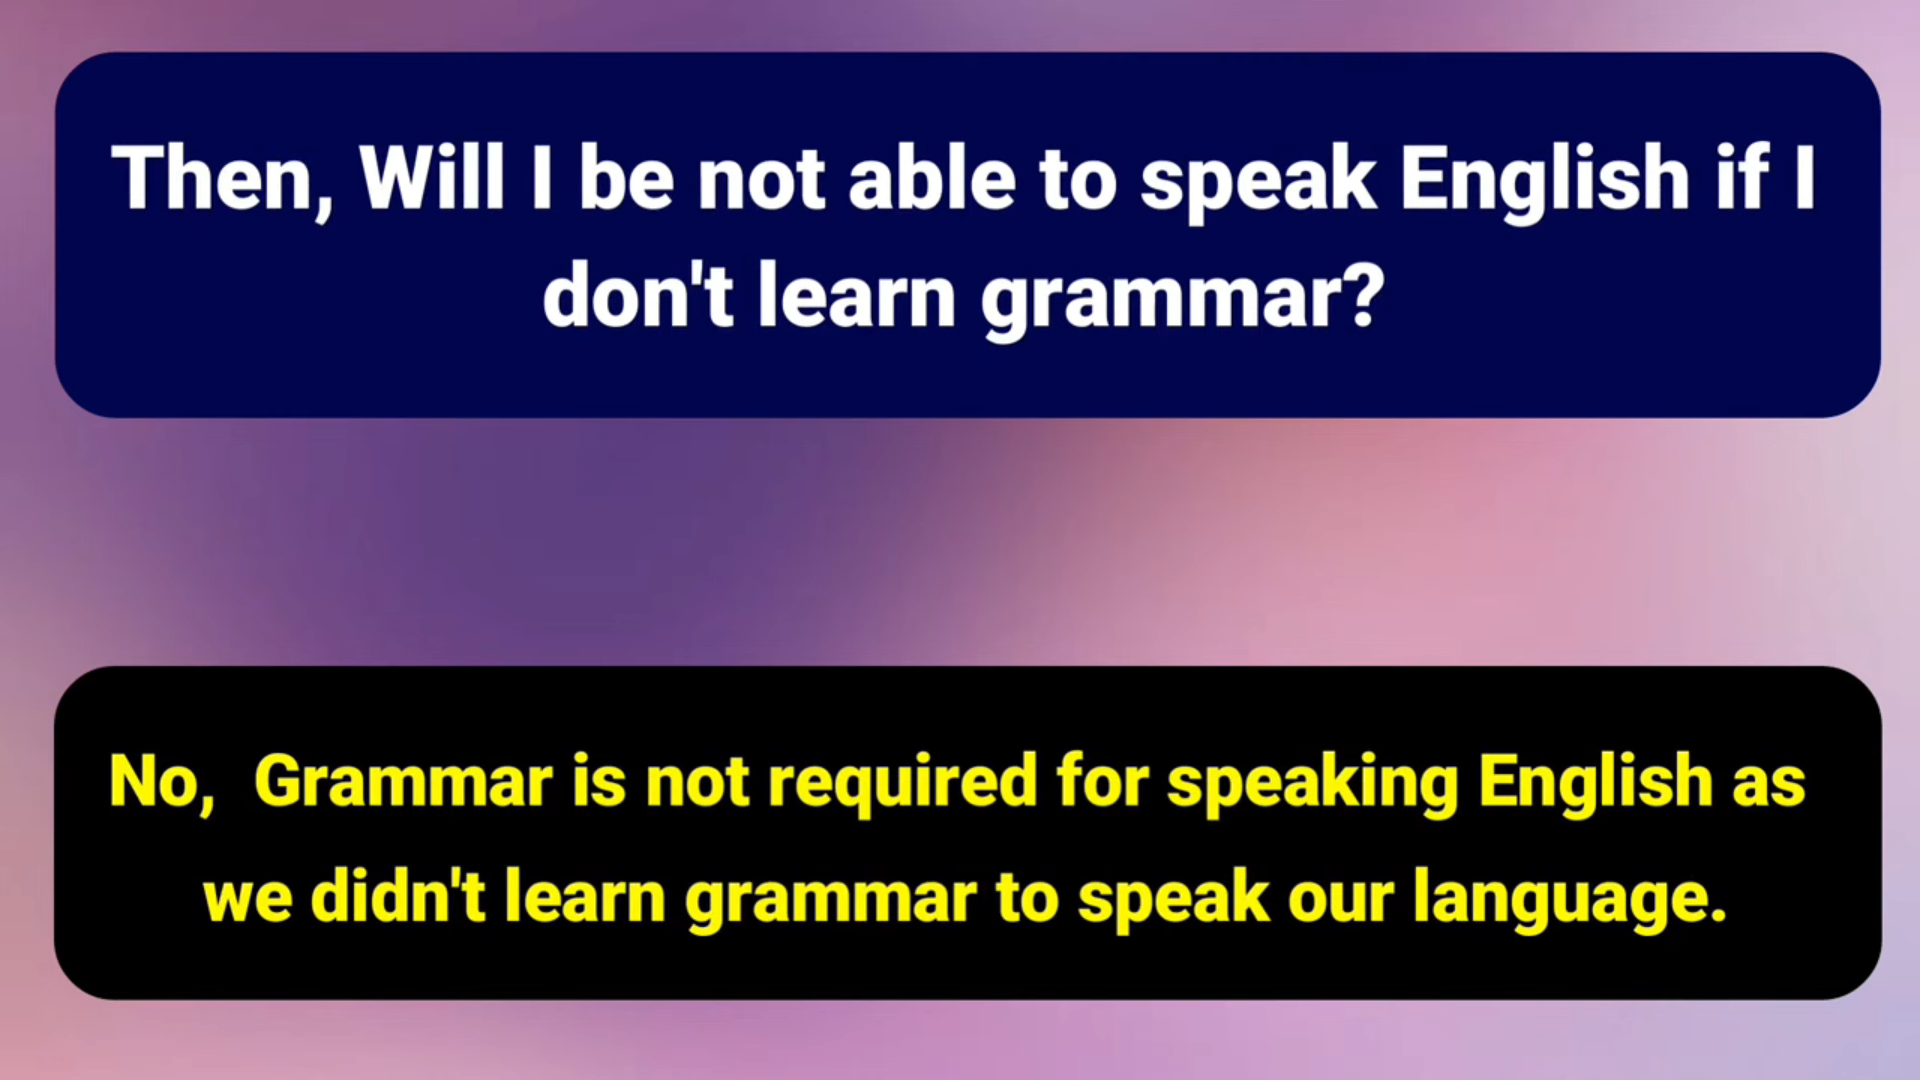 Then, Will I be not able to speak English if I
don't learn grammar?
No,  Grammar is not required for speaking English as
we didn't learn grammar to speak our language.